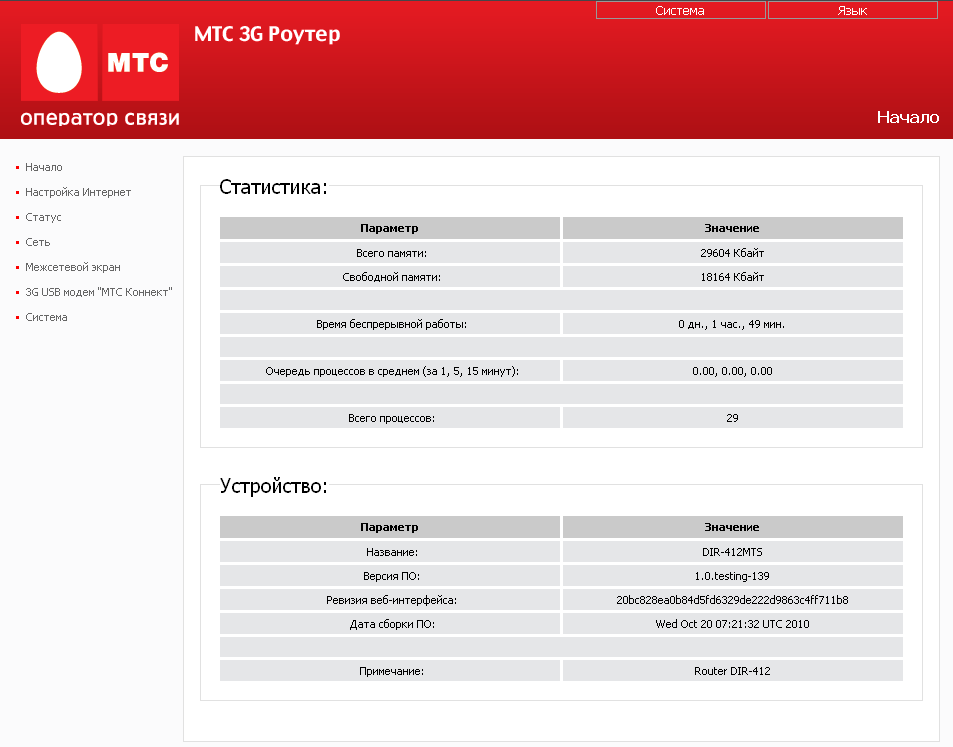 Система Язык
МТС 3G Роутер
МТС
оператор связи
Начало
Начало
Настройка Интернет
Статус
Сеть
Межсетевой экран
3G USB модем "МТС Коннект"
Система
Статистика:
Параметр Значение
Всего памяти: 29604 Кбайт
Свободной памяти: 18164 Кбайт
Время беспрерывной работы: 0 дн., 1 час., 49 мин.
Очередь процессов в среднем (за 1, 5, 15 минут): 0.00, 0.00, 0.00
Всего процессов: 29
Устройство:
Параметр Значение
Название: DIR-412MTS
Версия ПО: 1.0.testing-139
Ревизия веб-интерфейса: 20bc828ea0b84d5fd6329de222d9863c4ff711b8
Дата сборки ПО: Wed Oct 20 07:21:32 UTC 2010
Примечание: Router DIR-412